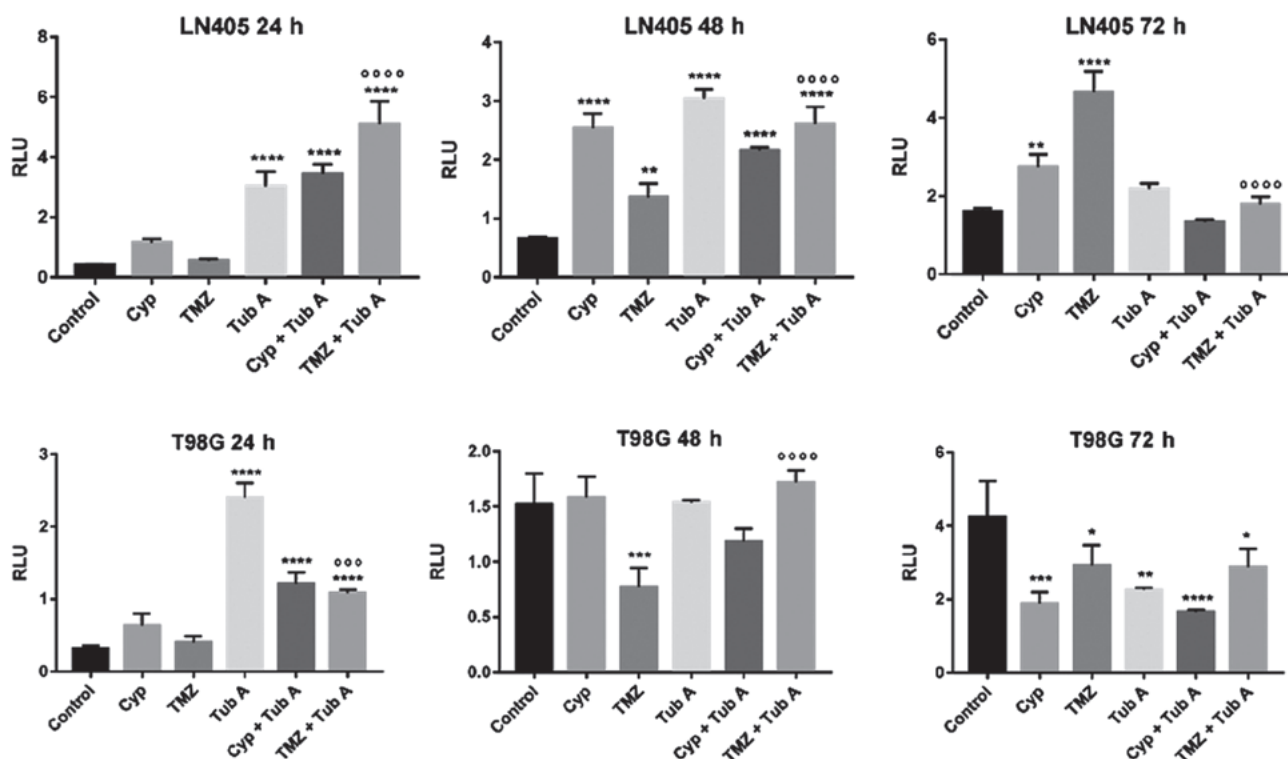 LN405 24 h
RLU
8
6
4
2
0
****
****
°°°°
****
Control
Cyp
TMZ
Tub A
Cyp + Tub A
TMZ + Tub A
LN405 48 h
RLU
4
3
2
1
0
****
**
****
****
°°°°
****
Control
Cyp
TMZ
Tub A
Cyp + Tub A
TMZ + Tub A
LN405 72 h
RLU
6
4
2
0
**
****
°°°°
Control
Cyp
TMZ
Tub A
Cyp + Tub A
TMZ + Tub A
T98G 24 h
RLU
3
2
1
0
****
****
°°°
****
Control
Cyp
TMZ
Tub A
Cyp + Tub A
TMZ + Tub A
T98G 48 h
RLU
2.0
1.5
1.0
0.5
0.0
***
°°°°
Control
Cyp
TMZ
Tub A
Cyp + Tub A
TMZ + Tub A
T98G 72 h
RLU
6
4
2
0
***
*
**
****
*
Control
Cyp
TMZ
Tub A
Cyp + Tub A
TMZ + Tub A